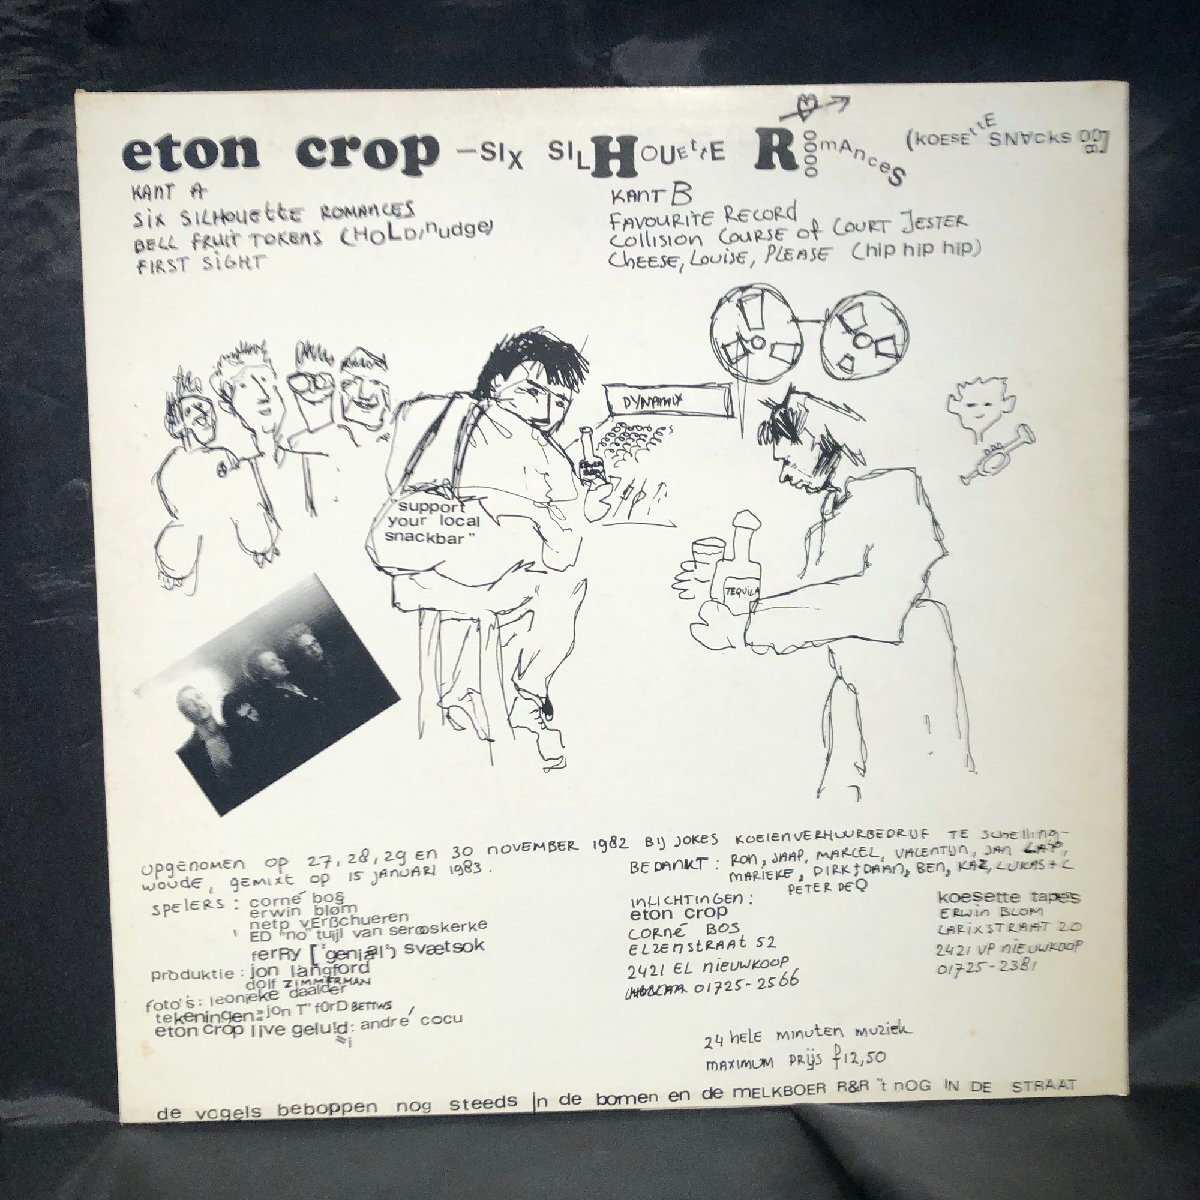 eton crop – SIX SILHOUEttE ROmAnceS (KOESEttE SNACKS 007
KANT A
SIX SILHOUEttE ROMANCES
BELL FRUIT TOKENS (HOLD, nudge)
FIRST SIGHT
KANT B
FAVOURITE RECORD
COLLISION COURSE of COURT JESTER
CHEESE, LOUISE, PLEASE (hip hip hip)
DYNAMIX
"support
your local
snackbar"
TEQUILA
OPGENOMEN OP 27, 28, 29 EN 30 NOVEMBER 1982 BIJ JOKES KOEIENVERHUURBEDRIJF TE SCHELLING-
WOUDE, GEMIXT OP 15 JANUARI 1983.
BEDANKT: RON, JAAP, MARCEL, VALENTIJN, JAN LAP,
MARIEKE, DIRK + DAAN, BEN, KAZ, LUKAS + L
PETER DEQ
SPELERS: corné bos
erwin blom
netp vERschueren
ED "no" tuijl van serooskerke
feRRy ['genial') svætsok
produktie: jon langford
dolf ZIMMERMAN
foto's: leonieke daalder
tekeningen: jon T' fORD BETTWS
eton crop live geluid: andré cocu
INLICHTINGEN:
eton crop
CORNÉ BOS
ELZENSTRAAT 52
2421 EL NIEUWKOOP
01725-2566
koesette tapes
ERWIN BLOM
LARIXSTRAAT 20
2421 VP NIEUWKOOP
01725-2381
24 HELE MINUTEN MUZIEK
MAXIMUM PRIJS ƒ12,50
de vogels beboppen nog steeds in de bomen en de MELKBOER R&R 't nOG IN DE STRAAT